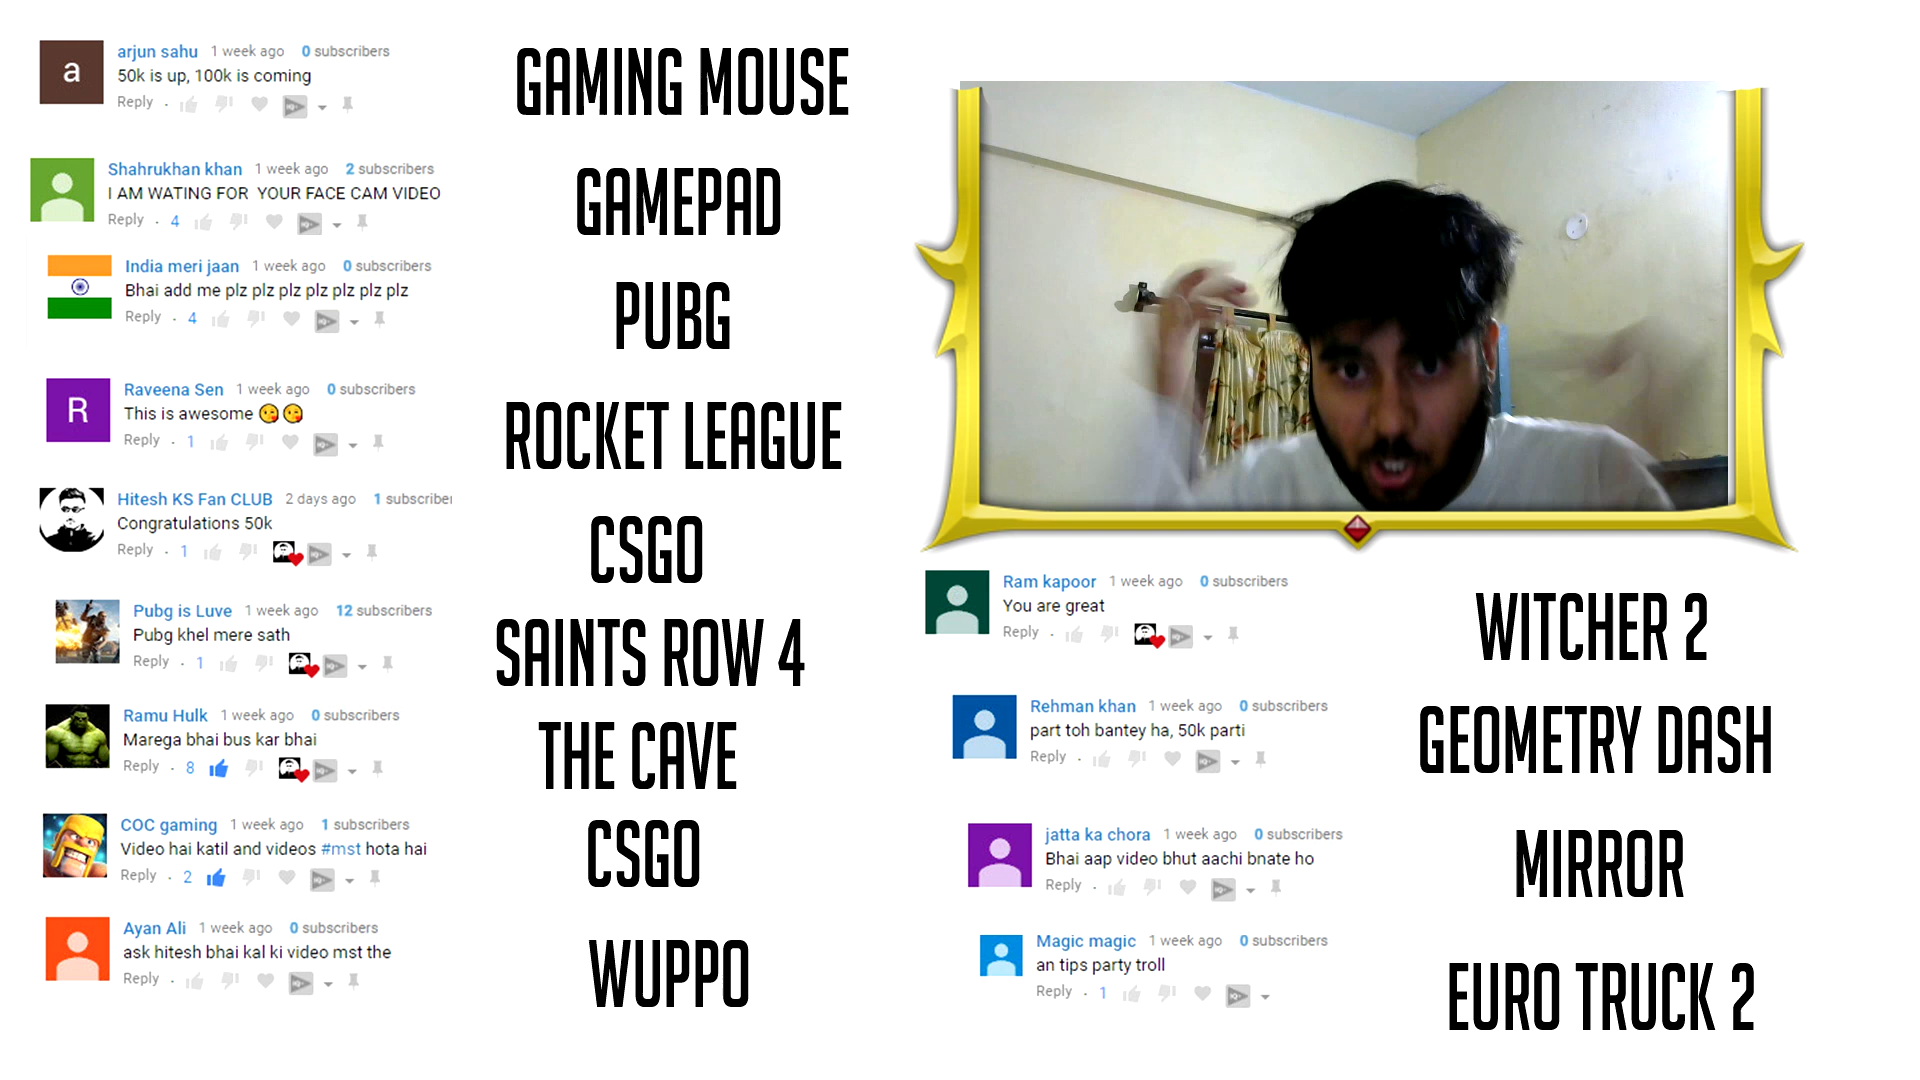 a
arjun sahu 1 week ago 0 subscribers
50k is up, 100k is coming
Reply
GAMING MOUSE
Shahrukhan khan 1 week ago 2 subscribers
I AM WATING FOR YOUR FACE CAM VIDEO
Reply 4
GAMEPAD
India meri jaan 1 week ago 0 subscribers
Bhai add me plz plz plz plz plz plz plz
Reply 4
PUBG
R
Raveena Sen 1 week ago 0 subscribers
This is awesome 😘😘
Reply 1
ROCKET LEAGUE
Hitesh KS Fan CLUB 2 days ago 1 subscriber
Congratulations 50k
Reply 1
CSGO
Pubg is Luve 1 week ago 12 subscribers
Pubg khel mere sath
Reply 1
SAINTS ROW 4
Ramu Hulk 1 week ago 0 subscribers
Marega bhai bus kar bhai
Reply 8
THE CAVE
COC gaming 1 week ago 1 subscribers
Video hai katil and videos #mst hota hai
Reply 2
CSGO
Ayan Ali 1 week ago 0 subscribers
ask hitesh bhai kal ki video mst the
Reply
WUPPO
Ram kapoor 1 week ago 0 subscribers
You are great
Reply
WITCHER 2
Rehman khan 1 week ago 0 subscribers
part toh bantey ha, 50k parti
Reply
GEOMETRY DASH
jatta ka chora 1 week ago 0 subscribers
Bhai aap video bhut aachi bnate ho
Reply
MIRROR
Magic magic 1 week ago 0 subscribers
an tips party troll
Reply 1
EURO TRUCK 2